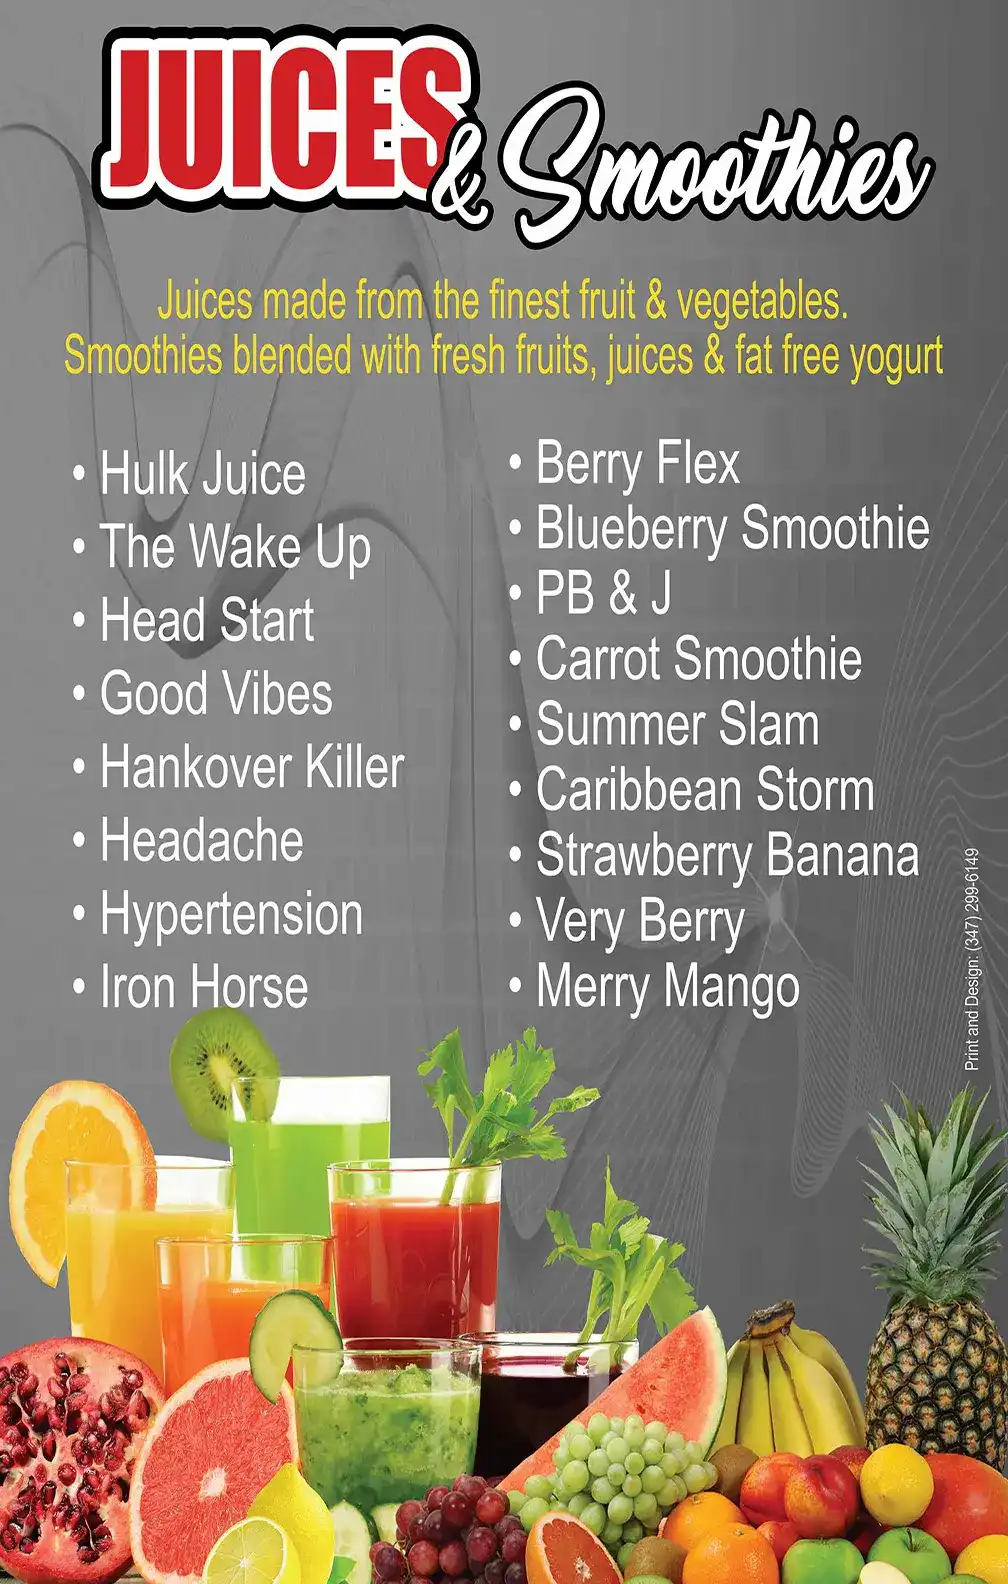 JUICES & Smoothies
Juices made from the finest fruit & vegetables.
Smoothies blended with fresh fruits, juices & fat free yogurt
• Hulk Juice
• The Wake Up
• Head Start
• Good Vibes
• Hankover Killer
• Headache
• Hypertension
• Iron Horse
• Berry Flex
• Blueberry Smoothie
• PB & J
• Carrot Smoothie
• Summer Slam
• Caribbean Storm
• Strawberry Banana
• Very Berry
• Merry Mango
Print and Design: (347) 299-6149